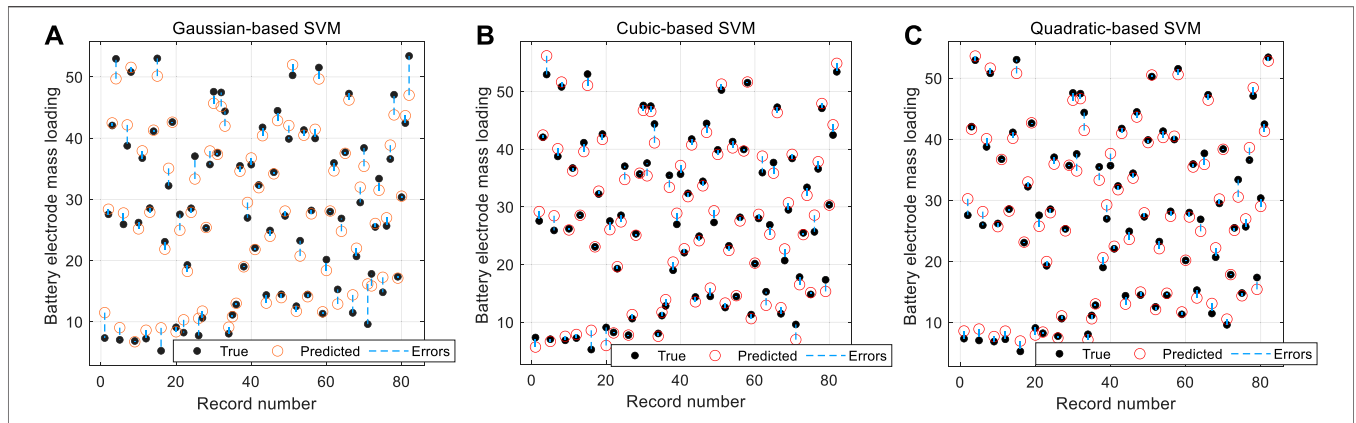 A
Gaussian-based SVM
Battery electrode mass loading
50
40
30
20
10
0
20
40
60
80
Record number
True
Predicted
Errors
B
Cubic-based SVM
Battery electrode mass loading
50
40
30
20
10
0
20
40
60
80
Record number
True
Predicted
Errors
C
Quadratic-based SVM
Battery electrode mass loading
50
40
30
20
10
0
20
40
60
80
Record number
True
Predicted
Errors